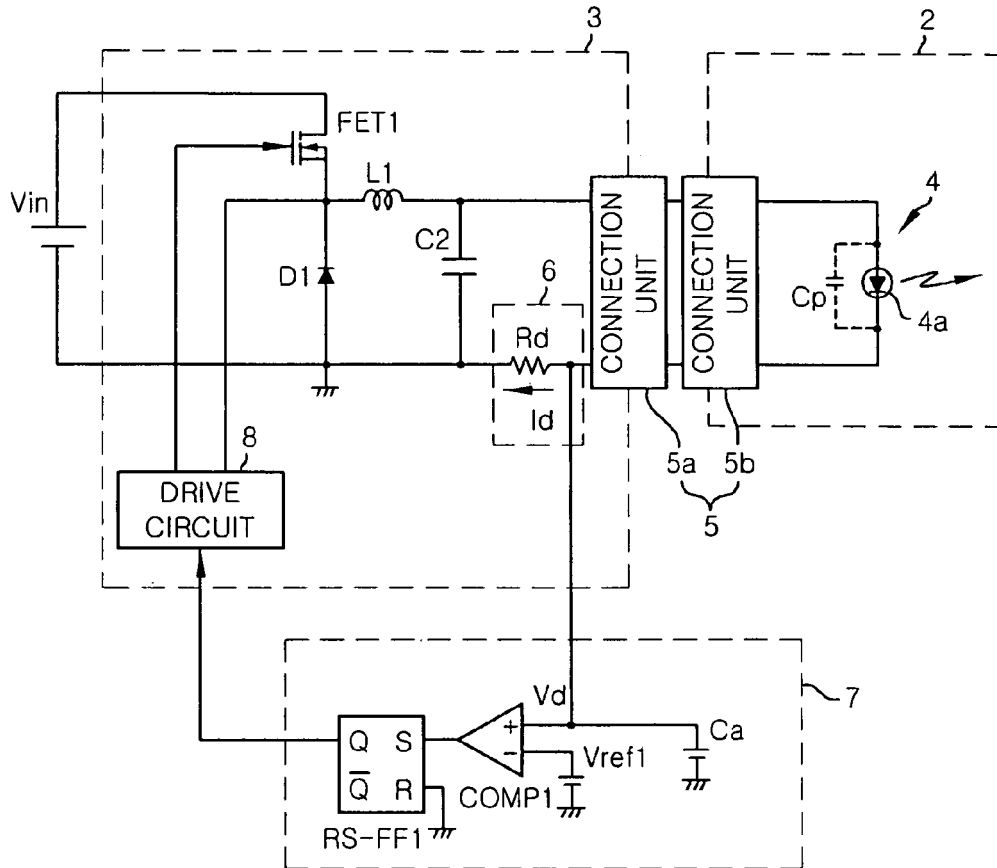 3
2
FET1
L1
Vin
C2
D1
6
Rd
Id
CONNECTION
UNIT
CONNECTION
UNIT
4
Cp
4a
5a
5b
5
8
DRIVE
CIRCUIT
7
Vd
Ca
Q
S
+
-
Vref1
Q̅
R
COMP1
RS-FF1